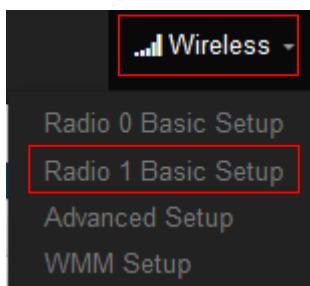 Wireless
Radio 0 Basic Setup
Radio 1 Basic Setup
Advanced Setup
WMM Setup